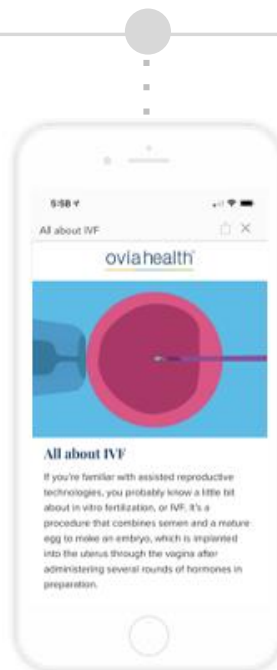 5:58
All about IVF
oviahealth
All about IVF
If you're familiar with assisted reproductive
technologies, you probably know a little bit
about in vitro fertilization, or IVF. It's a
procedure that combines semen and a mature
egg to make an embryo, which is implanted
into the uterus through the vagina after
administering several rounds of hormones in
preparation.